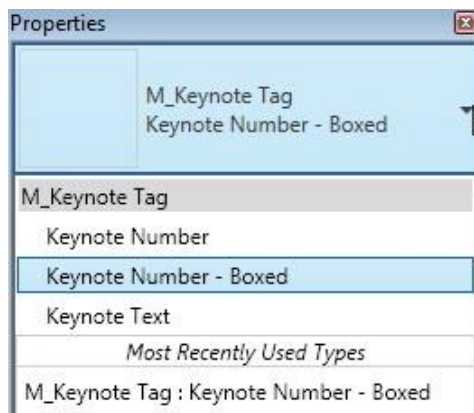 Properties
M_Keynote Tag
Keynote Number - Boxed
M_Keynote Tag
Keynote Number
Keynote Number - Boxed
Keynote Text
Most Recently Used Types
M_Keynote Tag : Keynote Number - Boxed